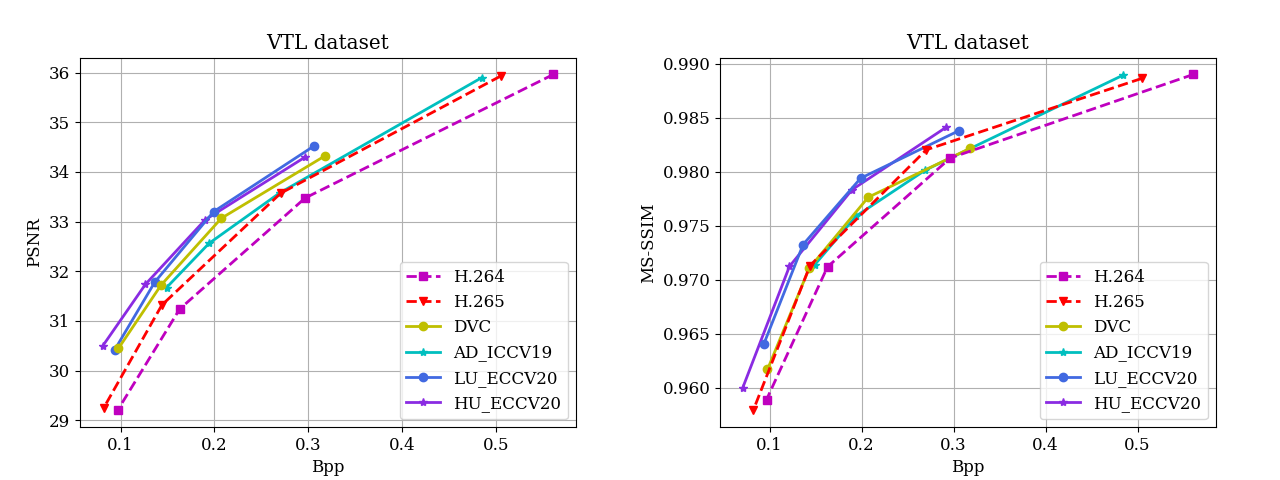 VTL dataset
36
35
34
33
32
31
30
29
PSNR
0.1 0.2 0.3 0.4 0.5
Bpp
H.264
H.265
DVC
AD_ICCV19
LU_ECCV20
HU_ECCV20
VTL dataset
0.990
0.985
0.980
0.975
0.970
0.965
0.960
MS-SSIM
0.1 0.2 0.3 0.4 0.5
Bpp
H.264
H.265
DVC
AD_ICCV19
LU_ECCV20
HU_ECCV20